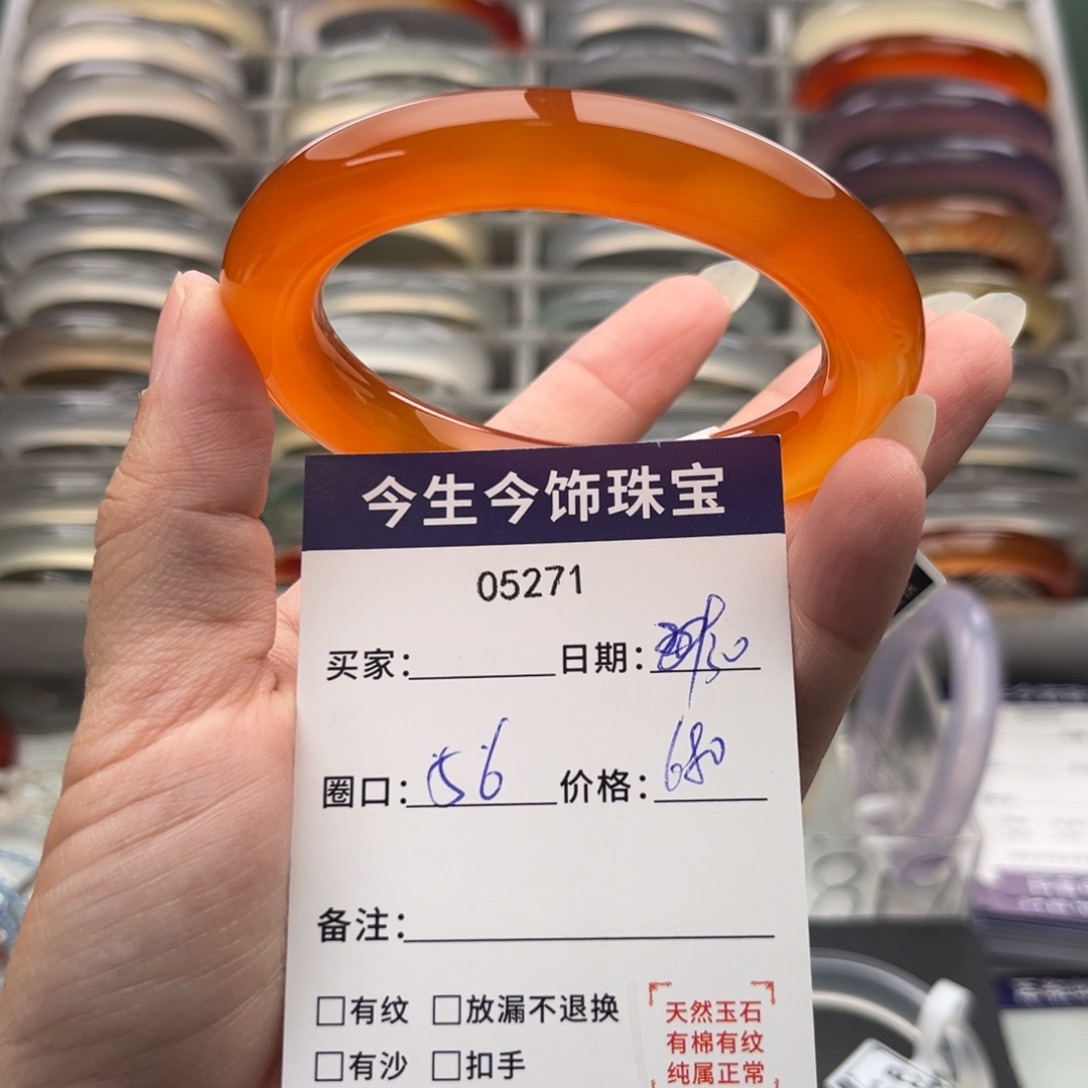 今生今饰珠宝
05271
买家： 日期：
圈口：56 价格：680
备注：
□有纹 □放漏不退换
□有沙 □扣手
天然玉石
有棉有纹
纯属正常
89